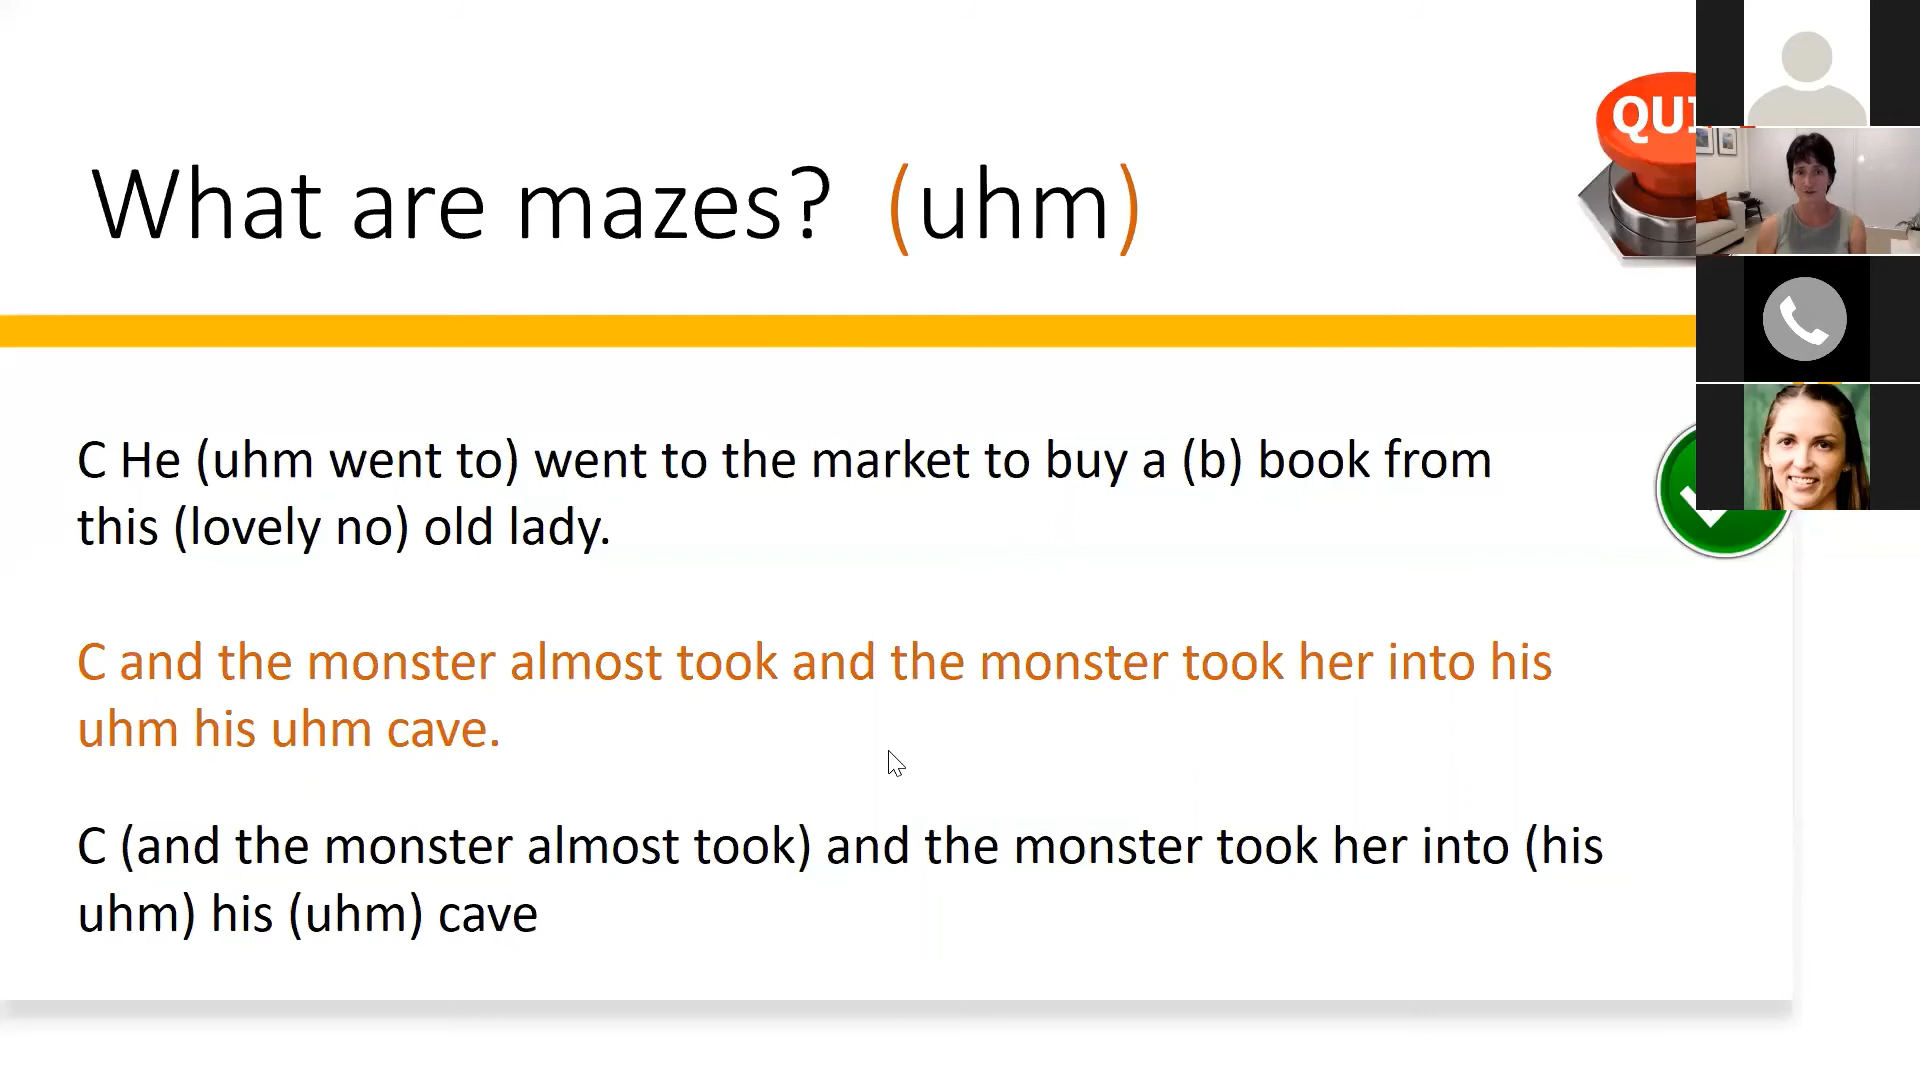 What are mazes? (uhm)
C He (uhm went to) went to the market to buy a (b) book from
this (lovely no) old lady.
C and the monster almost took and the monster took her into his
uhm his uhm cave.
C (and the monster almost took) and the monster took her into (his
uhm) his (uhm) cave